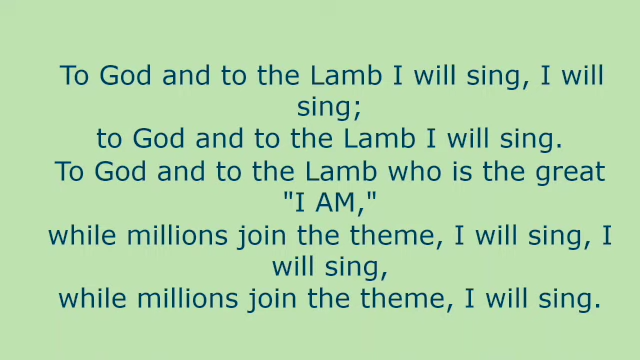 To God and to the Lamb I will sing, I will
sing;
to God and to the Lamb I will sing.
To God and to the Lamb who is the great
"I AM,"
while millions join the theme, I will sing, I
will sing,
while millions join the theme, I will sing.